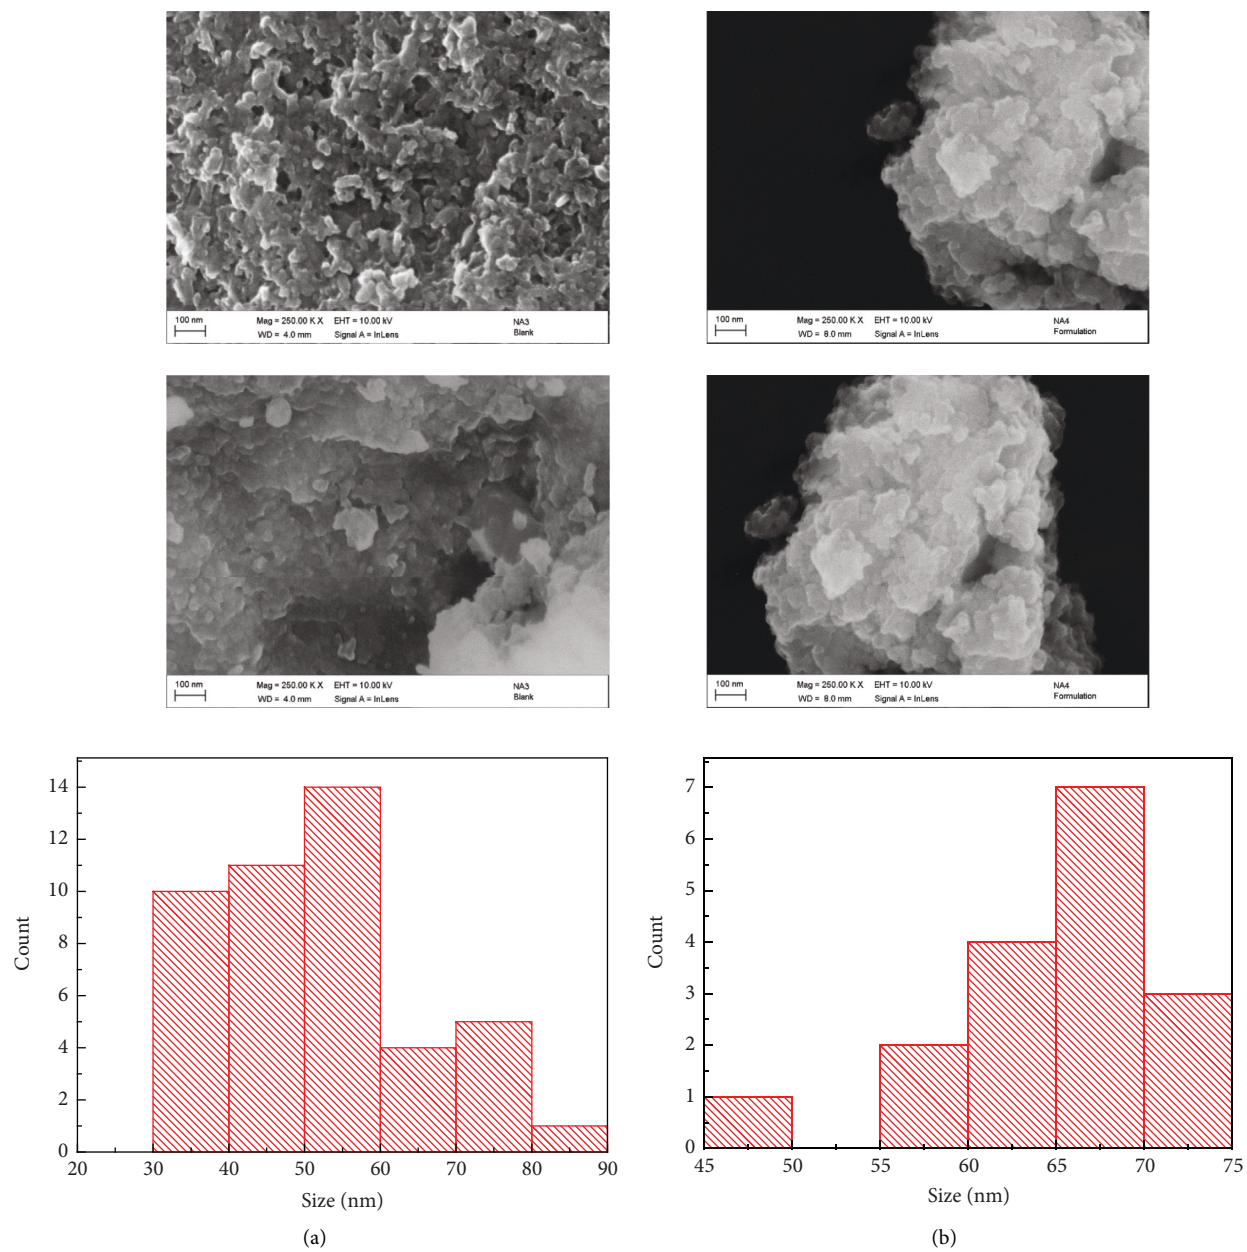 100 nm Mag = 250.00 K X EHT = 10.00 kV NA3
WD = 4.0 mm Signal A = InLens Blank
100 nm Mag = 250.00 K X EHT = 10.00 kV NA4
WD = 8.0 mm Signal A = InLens Formulation
100 nm Mag = 250.00 K X EHT = 10.00 kV NA3
WD = 4.0 mm Signal A = InLens Blank
100 nm Mag = 250.00 K X EHT = 10.00 kV NA4
WD = 8.0 mm Signal A = InLens Formulation
14
12
10
8
6
4
2
0
Count
20 30 40 50 60 70 80 90
Size (nm)
(a)
7
6
5
4
3
2
1
0
Count
45 50 55 60 65 70 75
Size (nm)
(b)